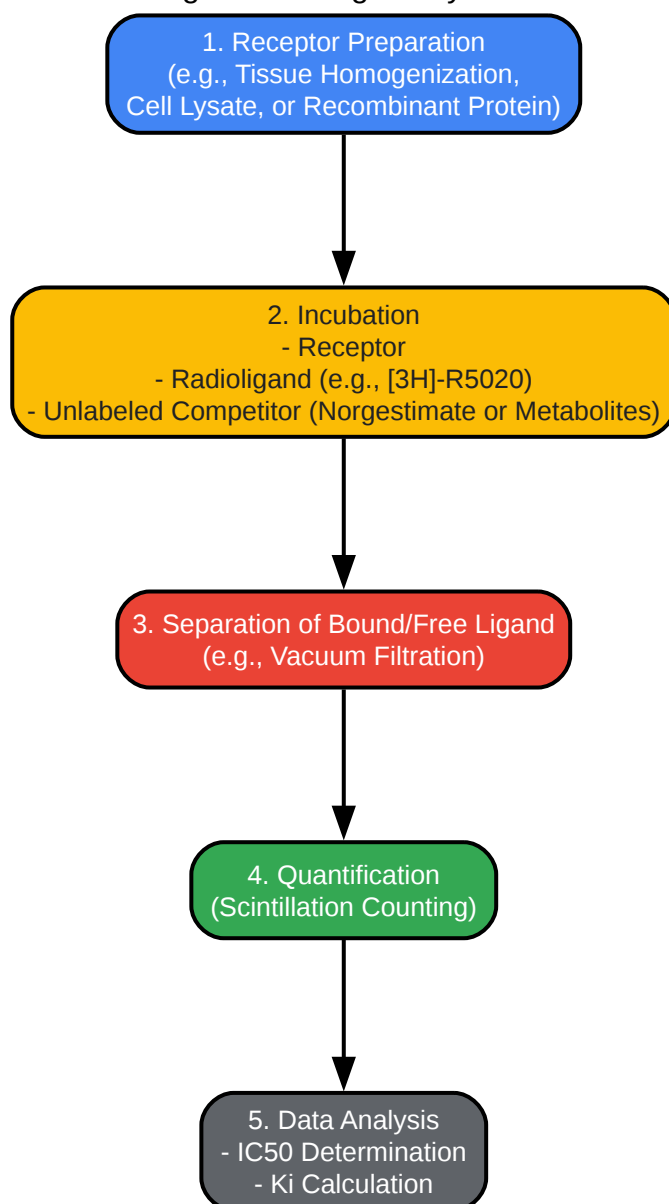 1. Receptor Preparation
(e.g., Tissue Homogenization,
Cell Lysate, or Recombinant Protein)
2. Incubation
- Receptor
- Radioligand (e.g., [3H]-R5020)
- Unlabeled Competitor (Norgestimate or Metabolites)
3. Separation of Bound/Free Ligand
(e.g., Vacuum Filtration)
4. Quantification
(Scintillation Counting)
5. Data Analysis
- IC50 Determination
- Ki Calculation